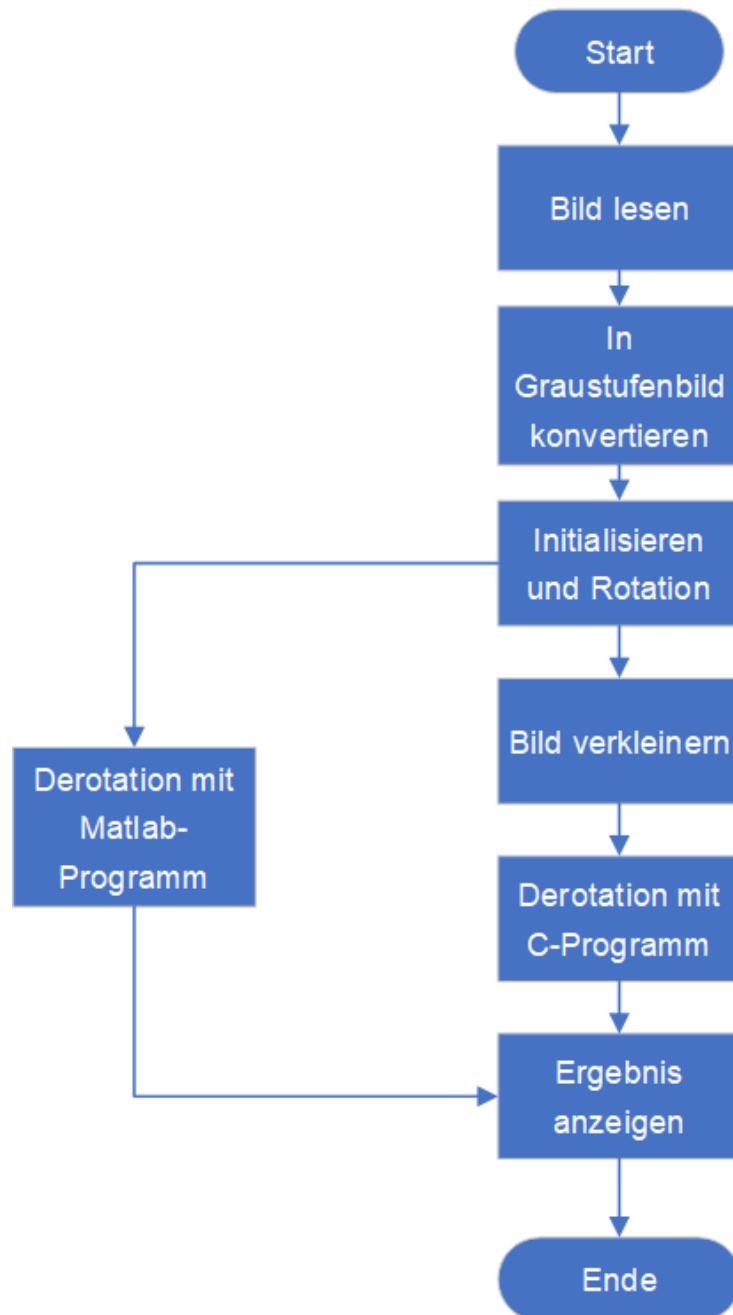 Start
Bild lesen
In
Graustufenbild
konvertieren
Initialisieren
und Rotation
Bild verkleinern
Derotation mit
Matlab-
Programm
Derotation mit
C-Programm
Ergebnis
anzeigen
Ende